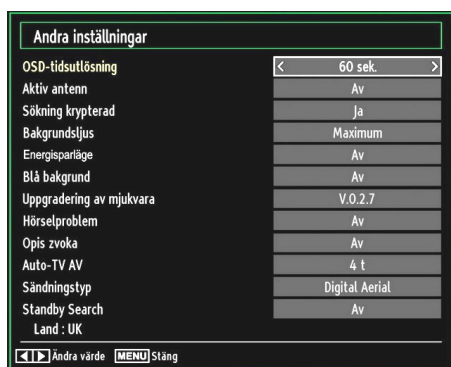 Andra inställningar
OSD-tidsutlösning < 60 sek. >
Aktiv antenn Av
Sökning krypterad Ja
Bakgrundsljus Maximum
Energisparläge Av
Blå bakgrund Av
Uppgradering av mjukvara V.0.2.7
Hörselproblem Av
Opis zvoka Av
Auto-TV AV 4 t
Sändningstyp Digital Aerial
Standby Search Av
Land : UK
Ändra värde MENU Stäng